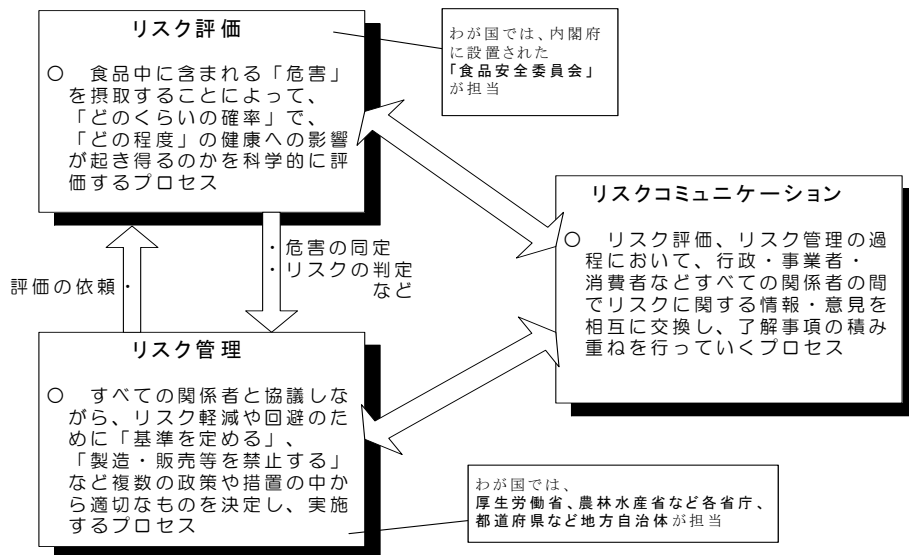 リスク評価
○　食品中に含まれる「危害」
を摂取することによって、
「どのくらいの確率」で、
「どの程度」の健康への影響
が起き得るのかを科学的に評
価するプロセス
わが国では、内閣府
に設置された
「食品安全委員会」
が担当
評価の依頼・
・危害の同定
・リスクの判定
など
リスクコミュニケーション
○　リスク評価、リスク管理の過
程において、行政・事業者・
消費者などすべての関係者の間
でリスクに関する情報・意見を
相互に交換し、了解事項の積み
重ねを行っていくプロセス
リスク管理
○　すべての関係者と協議しな
がら、リスク軽減や回避のた
めに「基準を定める」、
「製造・販売等を禁止する」
など複数の政策や措置の中か
ら適切なものを決定し、実施
するプロセス
わが国では、
厚生労働省、農林水産省など各省庁、
都道府県など地方自治体が担当